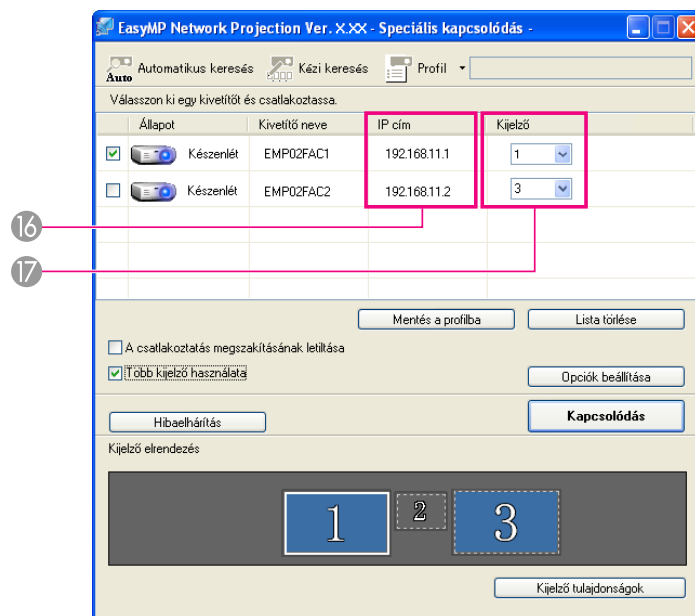 EasyMP Network Projection Ver. X.XX - Speciális kapcsolódás -
Auto Automatikus keresés Kézi keresés Profil
Válasszon ki egy kivetítőt és csatlakoztassa.
Állapot Kivetítő neve IP cím Kijelző
Készenlét EMP02FAC1 192.168.11.1 1
Készenlét EMP02FAC2 192.168.11.2 3
16
17
Mentés a profilba Lista törlése
A csatlakoztatás megszakításának letiltása
Több kijelző használata Opciók beállítása
Hibaelhárítás Kapcsolódás
Kijelző elrendezés
1 2 3
Kijelző tulajdonságok